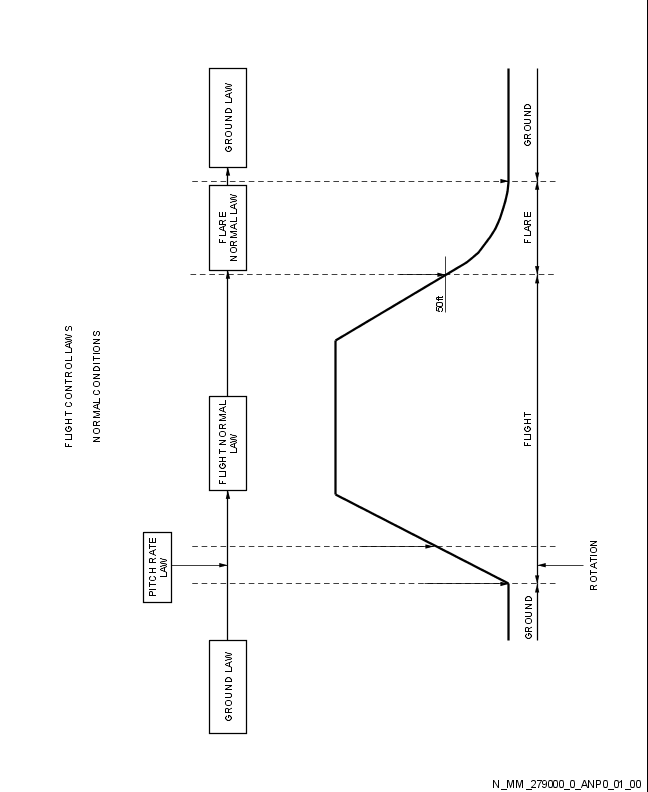 FLIGHT CONTROL LAWS
NORMAL CONDITIONS
PITCH RATE
LAW
GROUND LAW
FLIGHT NORMAL
LAW
FLARE
NORMAL LAW
GROUND LAW
50ft
GROUND
FLIGHT
FLARE
GROUND
ROTATION
N_MM_279000_0_ANP0_01_00